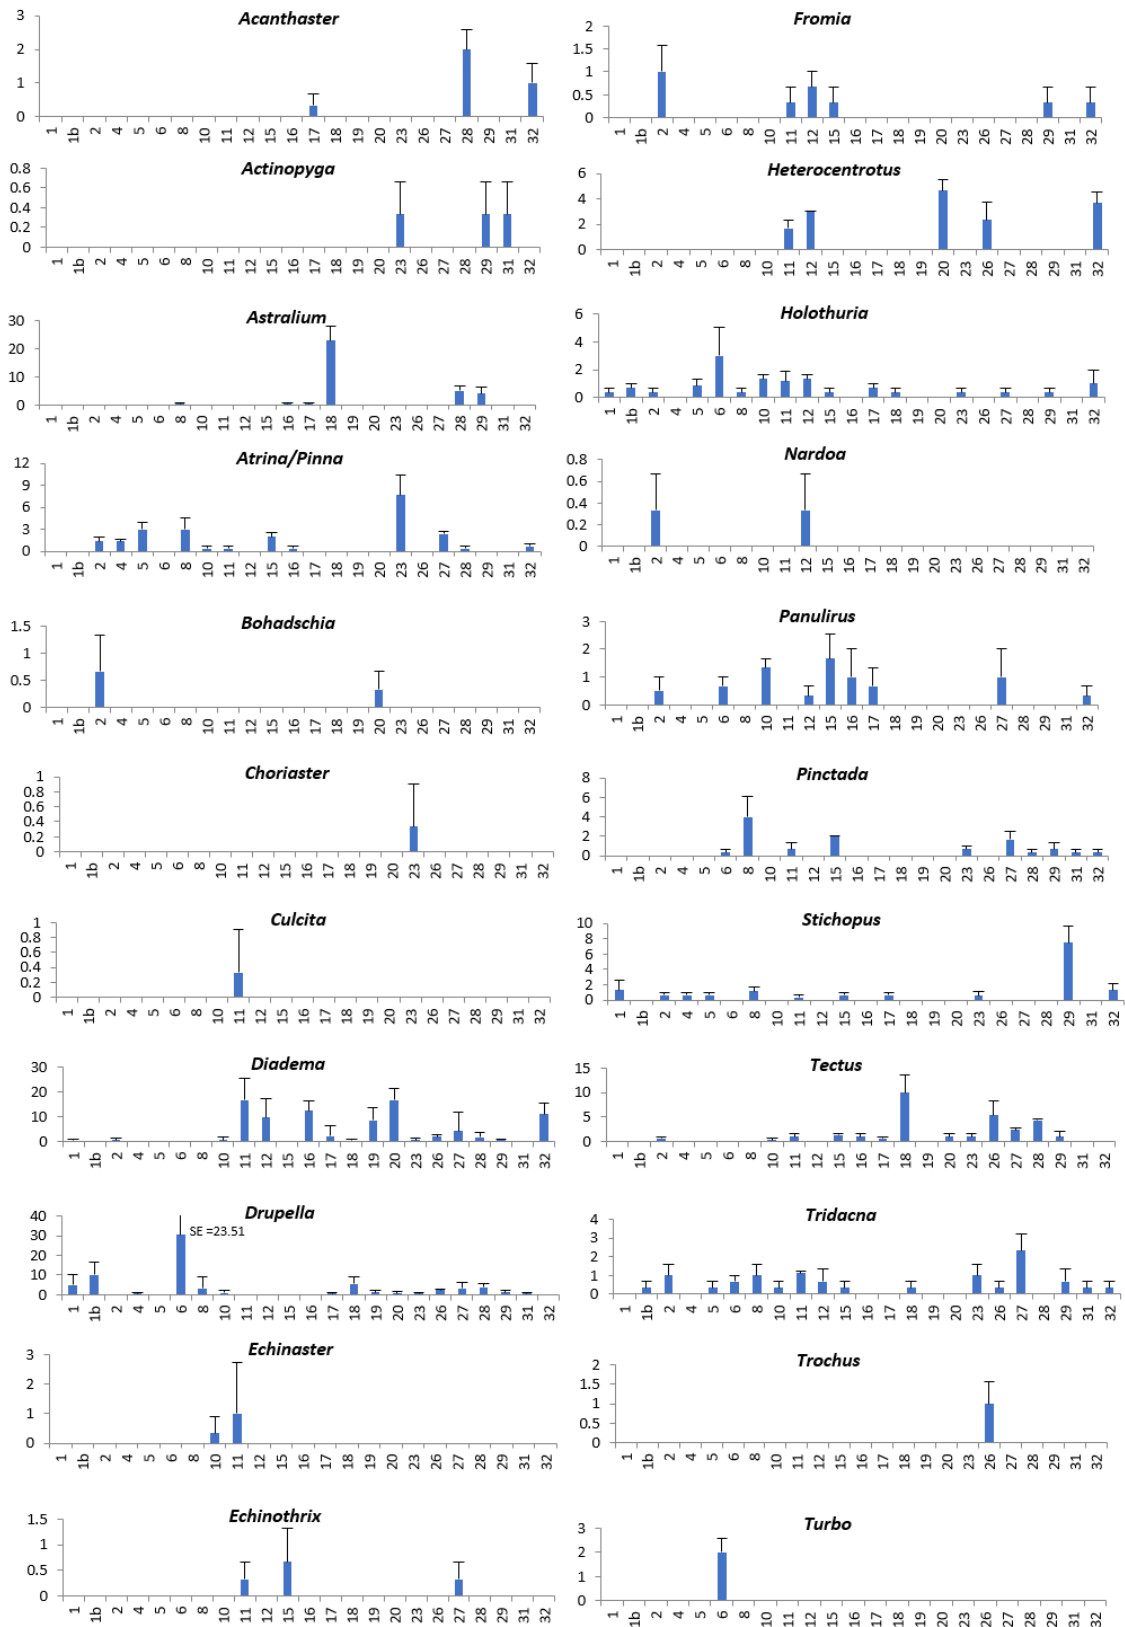 Acanthaster
3
2
1
0
1 1b 2 4 5 6 8 10 11 12 15 16 17 18 19 20 23 26 27 28 29 31 32
Fromia
2
1.5
1
0.5
0
1 1b 2 4 5 6 8 10 11 12 15 16 17 18 19 20 23 26 27 28 29 31 32
Actinopyga
0.8
0.6
0.4
0.2
0
1 1b 2 4 5 6 8 10 11 12 15 16 17 18 19 20 23 26 27 28 29 31 32
Heterocentrotus
6
4
2
0
1 1b 2 4 5 6 8 10 11 12 15 16 17 18 19 20 23 26 27 28 29 31 32
Astralium
30
20
10
0
1 1b 2 4 5 6 8 10 11 12 15 16 17 18 19 20 23 26 27 28 29 31 32
Holothuria
6
4
2
0
1 1b 2 4 5 6 8 10 11 12 15 16 17 18 19 20 23 26 27 28 29 31 32
Atrina/Pinna
12
9
6
3
0
1 1b 2 4 5 6 8 10 11 12 15 16 17 18 19 20 23 26 27 28 29 31 32
Nardoa
0.8
0.6
0.4
0.2
0
1 1b 2 4 5 6 8 10 11 12 15 16 17 18 19 20 23 26 27 28 29 31 32
Bohadschia
1.5
1
0.5
0
1 1b 2 4 5 6 8 10 11 12 15 16 17 18 19 20 23 26 27 28 29 31 32
Panulirus
3
2
1
0
1 1b 2 4 5 6 8 10 11 12 15 16 17 18 19 20 23 26 27 28 29 31 32
Choriaster
1
0.8
0.6
0.4
0.2
0
1 1b 2 4 5 6 8 10 11 12 15 16 17 18 19 20 23 26 27 28 29 31 32
Pinctada
8
6
4
2
0
1 1b 2 4 5 6 8 10 11 12 15 16 17 18 19 20 23 26 27 28 29 31 32
Culcita
1
0.8
0.6
0.4
0.2
0
1 1b 2 4 5 6 8 10 11 12 15 16 17 18 19 20 23 26 27 28 29 31 32
Stichopus
10
8
6
4
2
0
1 1b 2 4 5 6 8 10 11 12 15 16 17 18 19 20 23 26 27 28 29 31 32
Diadema
30
20
10
0
1 1b 2 4 5 6 8 10 11 12 15 16 17 18 19 20 23 26 27 28 29 31 32
Tectus
15
10
5
0
1 1b 2 4 5 6 8 10 11 12 15 16 17 18 19 20 23 26 27 28 29 31 32
Drupella
40
30
20
10
0
SE =23.51
1 1b 2 4 5 6 8 10 11 12 15 16 17 18 19 20 23 26 27 28 29 31 32
Tridacna
4
3
2
1
0
1 1b 2 4 5 6 8 10 11 12 15 16 17 18 19 20 23 26 27 28 29 31 32
Echinaster
3
2
1
0
1 1b 2 4 5 6 8 10 11 12 15 16 17 18 19 20 23 26 27 28 29 31 32
Trochus
2
1.5
1
0.5
0
1 1b 2 4 5 6 8 10 11 12 15 16 17 18 19 20 23 26 27 28 29 31 32
Echinothrix
1.5
1
0.5
0
1 1b 2 4 5 6 8 10 11 12 15 16 17 18 19 20 23 26 27 28 29 31 32
Turbo
3
2
1
0
1 1b 2 4 5 6 8 10 11 12 15 16 17 18 19 20 23 26 27 28 29 31 32